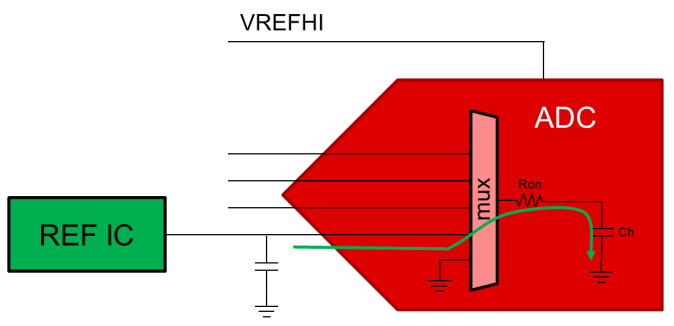 VREFHI
ADC
mux
Ron
Ch
REF IC